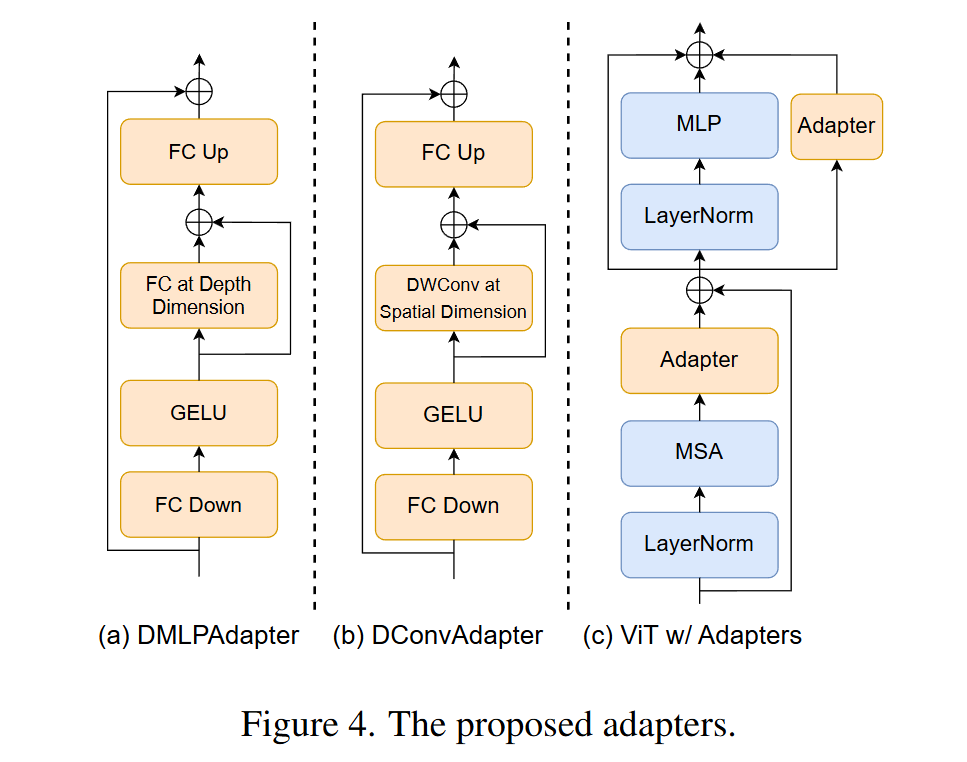 FC Up
FC at Depth
Dimension
GELU
FC Down
(a) DMLPAdapter
FC Up
DWConv at
Spatial Dimension
GELU
FC Down
(b) DConvAdapter
MLP
Adapter
LayerNorm
Adapter
MSA
LayerNorm
(c) ViT w/ Adapters
Figure 4. The proposed adapters.